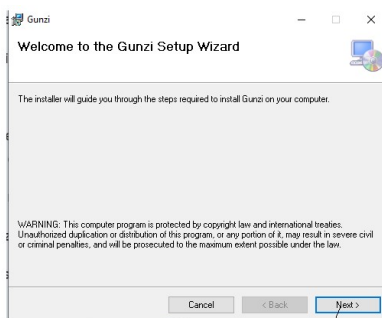 Gunzi
Welcome to the Gunzi Setup Wizard
The installer will guide you through the steps required to install Gunzi on your computer.
WARNING: This computer program is protected by copyright law and international treaties.
Unauthorized duplication or distribution of this program, or any portion of it, may result in severe civil
or criminal penalties, and will be prosecuted to the maximum extent possible under the law.
Cancel
< Back
Next >